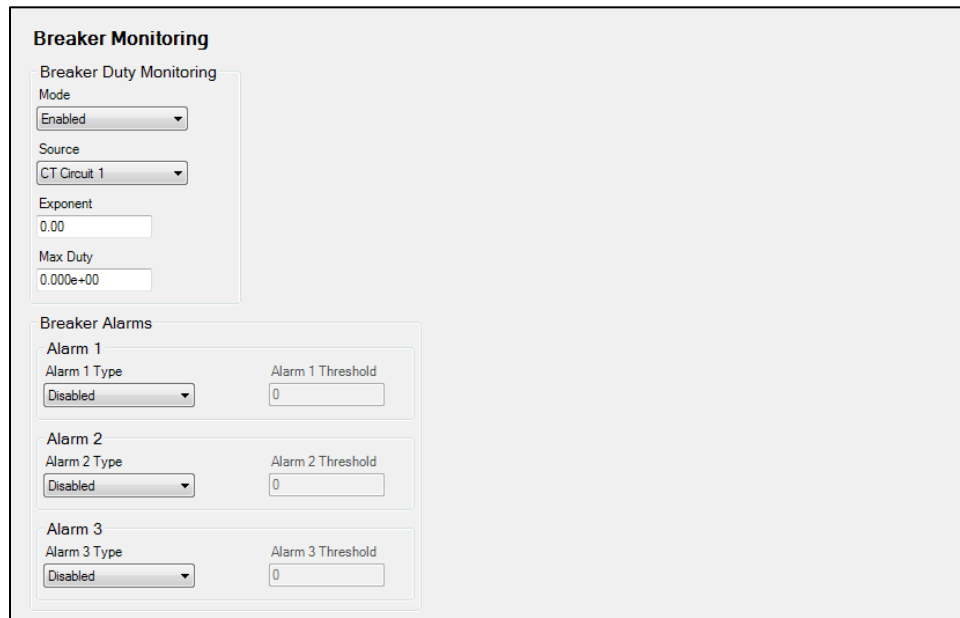 Breaker Monitoring
Breaker Duty Monitoring
Mode
Enabled
Source
CT Circuit 1
Exponent
0.00
Max Duty
0.000e+00
Breaker Alarms
Alarm 1
Alarm 1 Type Alarm 1 Threshold
Disabled 0
Alarm 2
Alarm 2 Type Alarm 2 Threshold
Disabled 0
Alarm 3
Alarm 3 Type Alarm 3 Threshold
Disabled 0